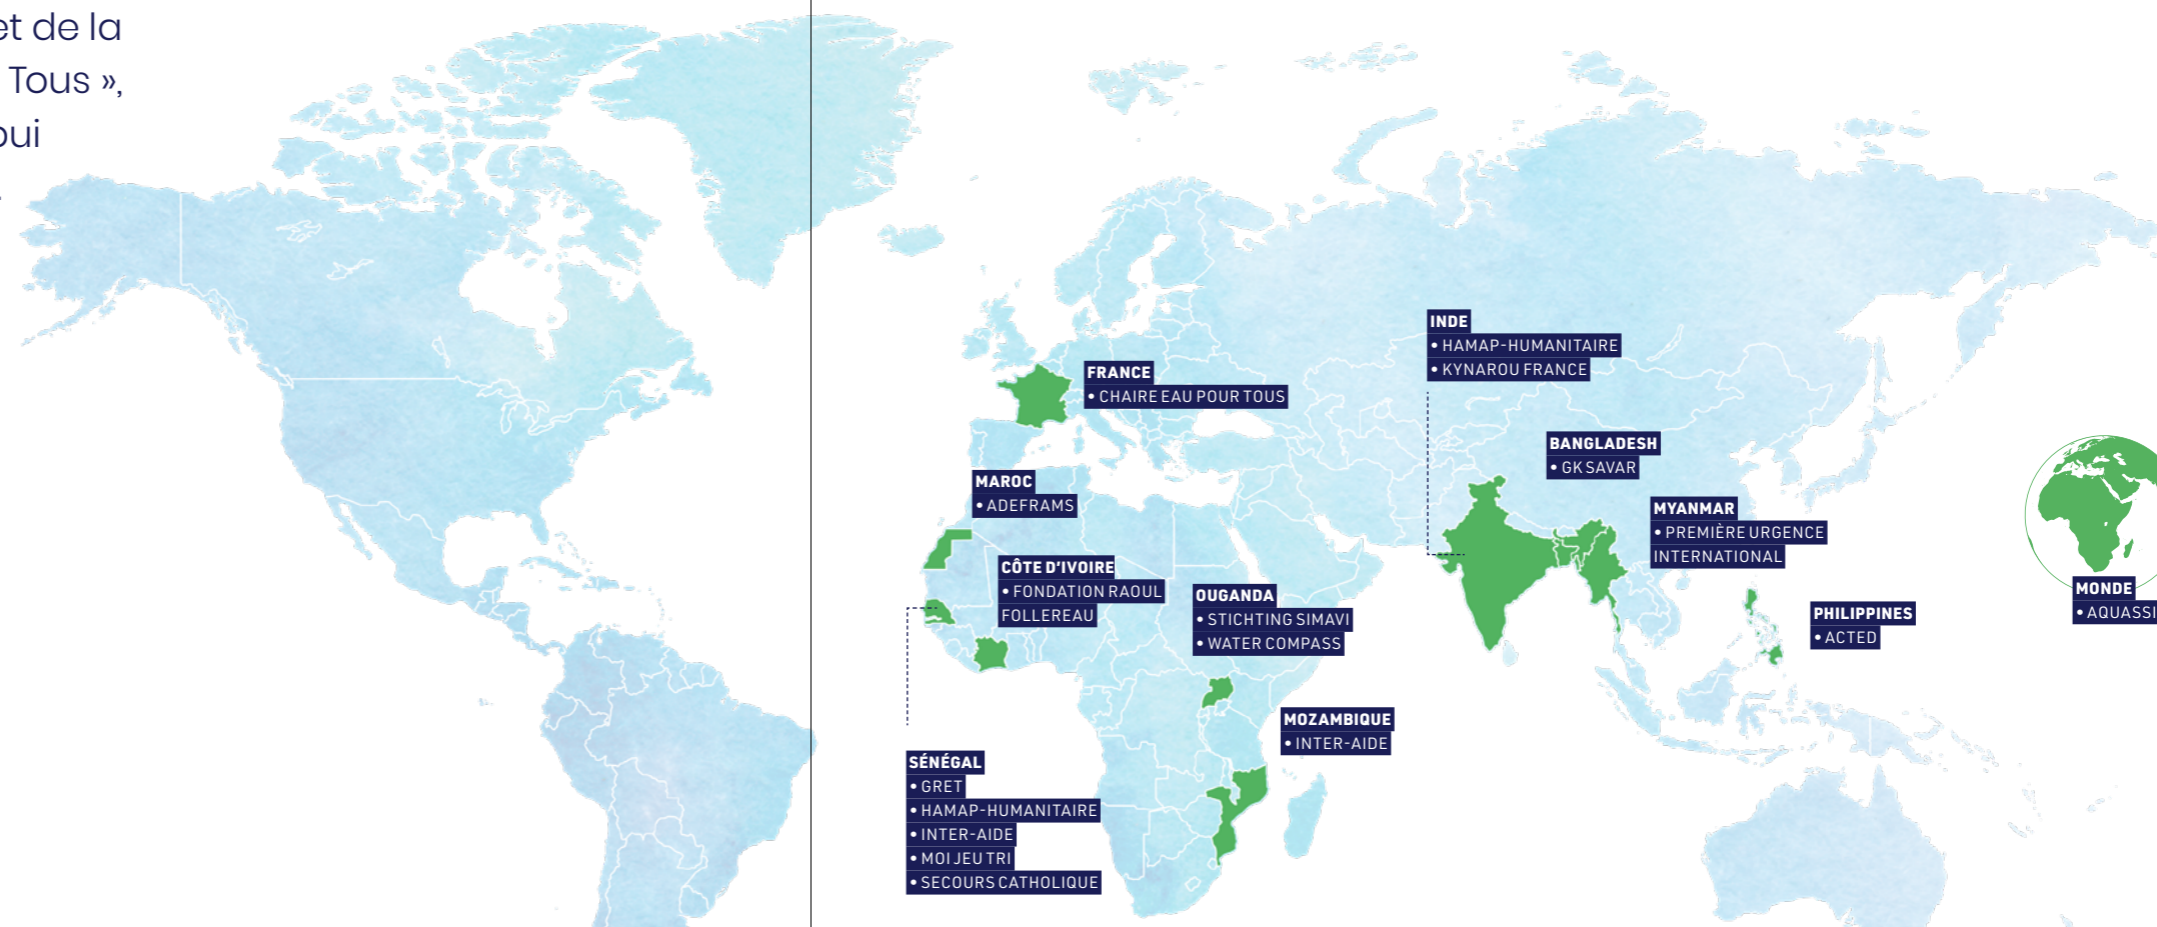 et de la
Tous »,
INDE
• HAMAP-HUMANITAIRE
• KYNAROU FRANCE
FRANCE
• CHAIRE EAU POUR TOUS
BANGLADESH
• GK SAVAR
MAROC
• ADEFRAMS
MYANMAR
• PREMIÈRE URGENCE
INTERNATIONAL
CÔTE D'IVOIRE
• FONDATION RAOUL
FOLLEREAU
OUGANDA
• STICHTING SIMAVI
• WATER COMPASS
MONDE
• AQUASSI
PHILIPPINES
• ACTED
MOZAMBIQUE
• INTER-AIDE
SÉNÉGAL
• GRET
• HAMAP-HUMANITAIRE
• INTER-AIDE
• MOI JEU TRI
• SECOURS CATHOLIQUE